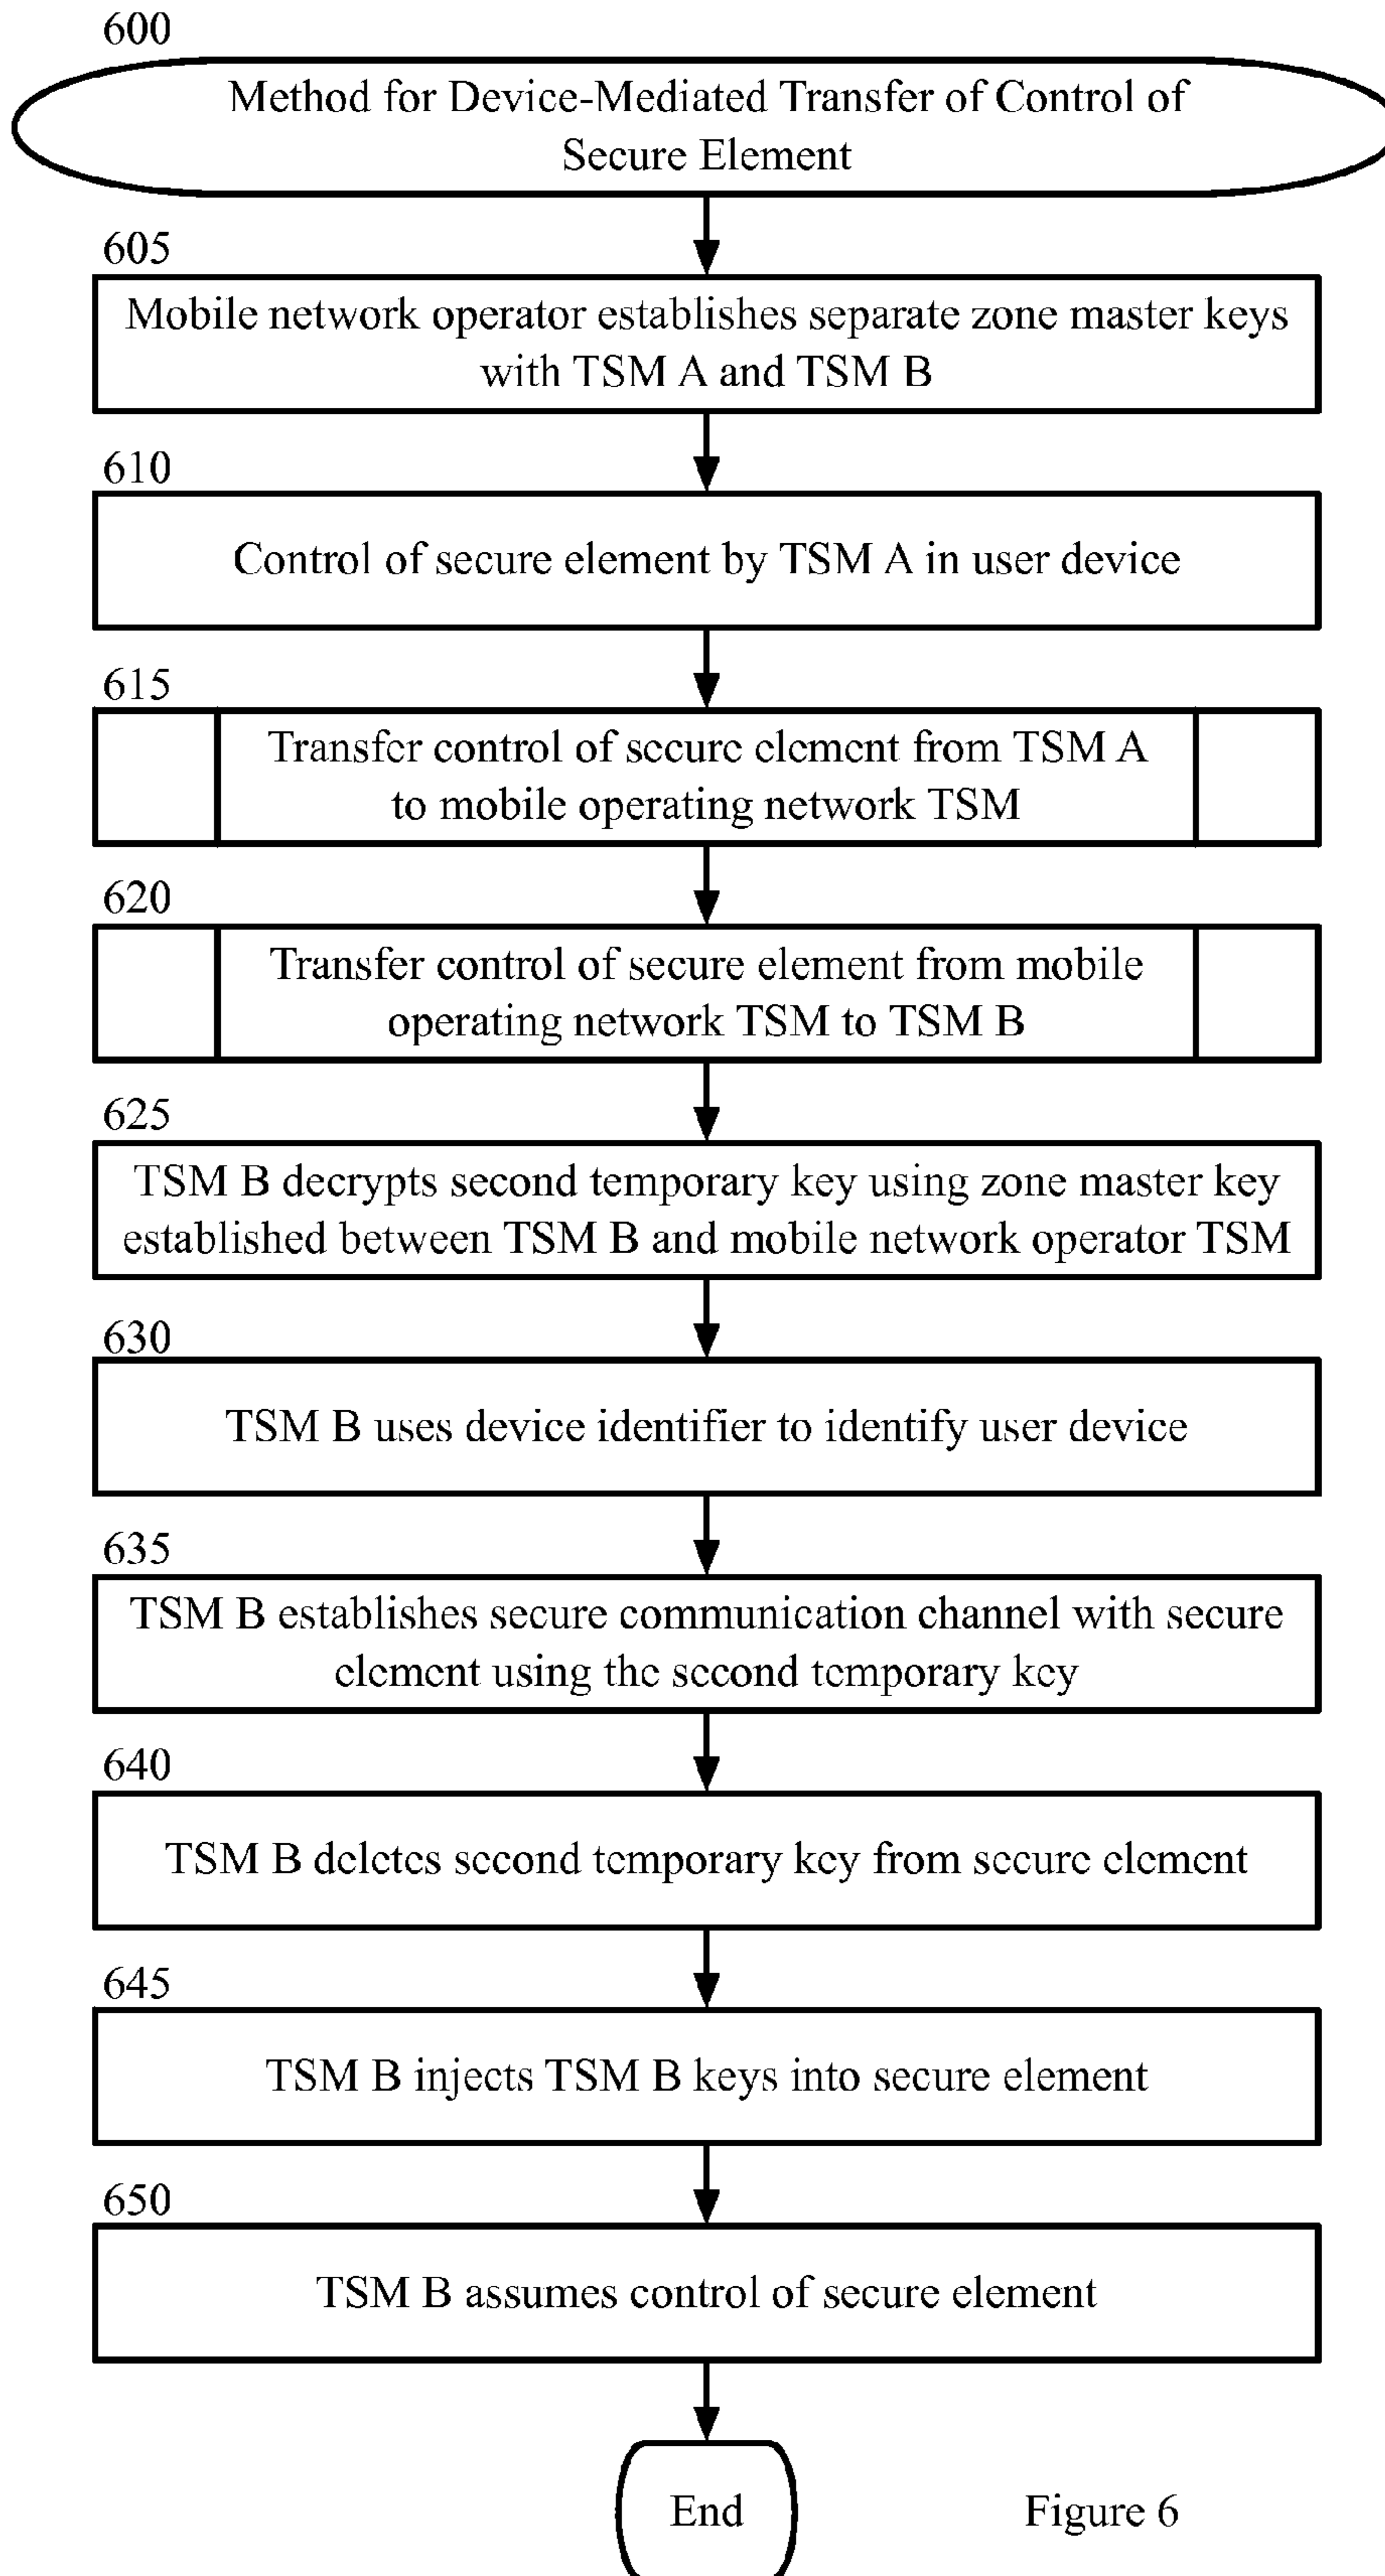 600
Method for Device-Mediated Transfer of Control of
Secure Element
605
Mobile network operator establishes separate zone master keys
with TSM A and TSM B
610
Control of secure element by TSM A in user device
615
Transfer control of secure element from TSM A
to mobile operating network TSM
620
Transfer control of secure element from mobile
operating network TSM to TSM B
625
TSM B decrypts second temporary key using zone master key
established between TSM B and mobile network operator TSM
630
TSM B uses device identifier to identify user device
635
TSM B establishes secure communication channel with secure
element using the second temporary key
640
TSM B deletes second temporary key from secure element
645
TSM B injects TSM B keys into secure element
650
TSM B assumes control of secure element
End
Figure 6